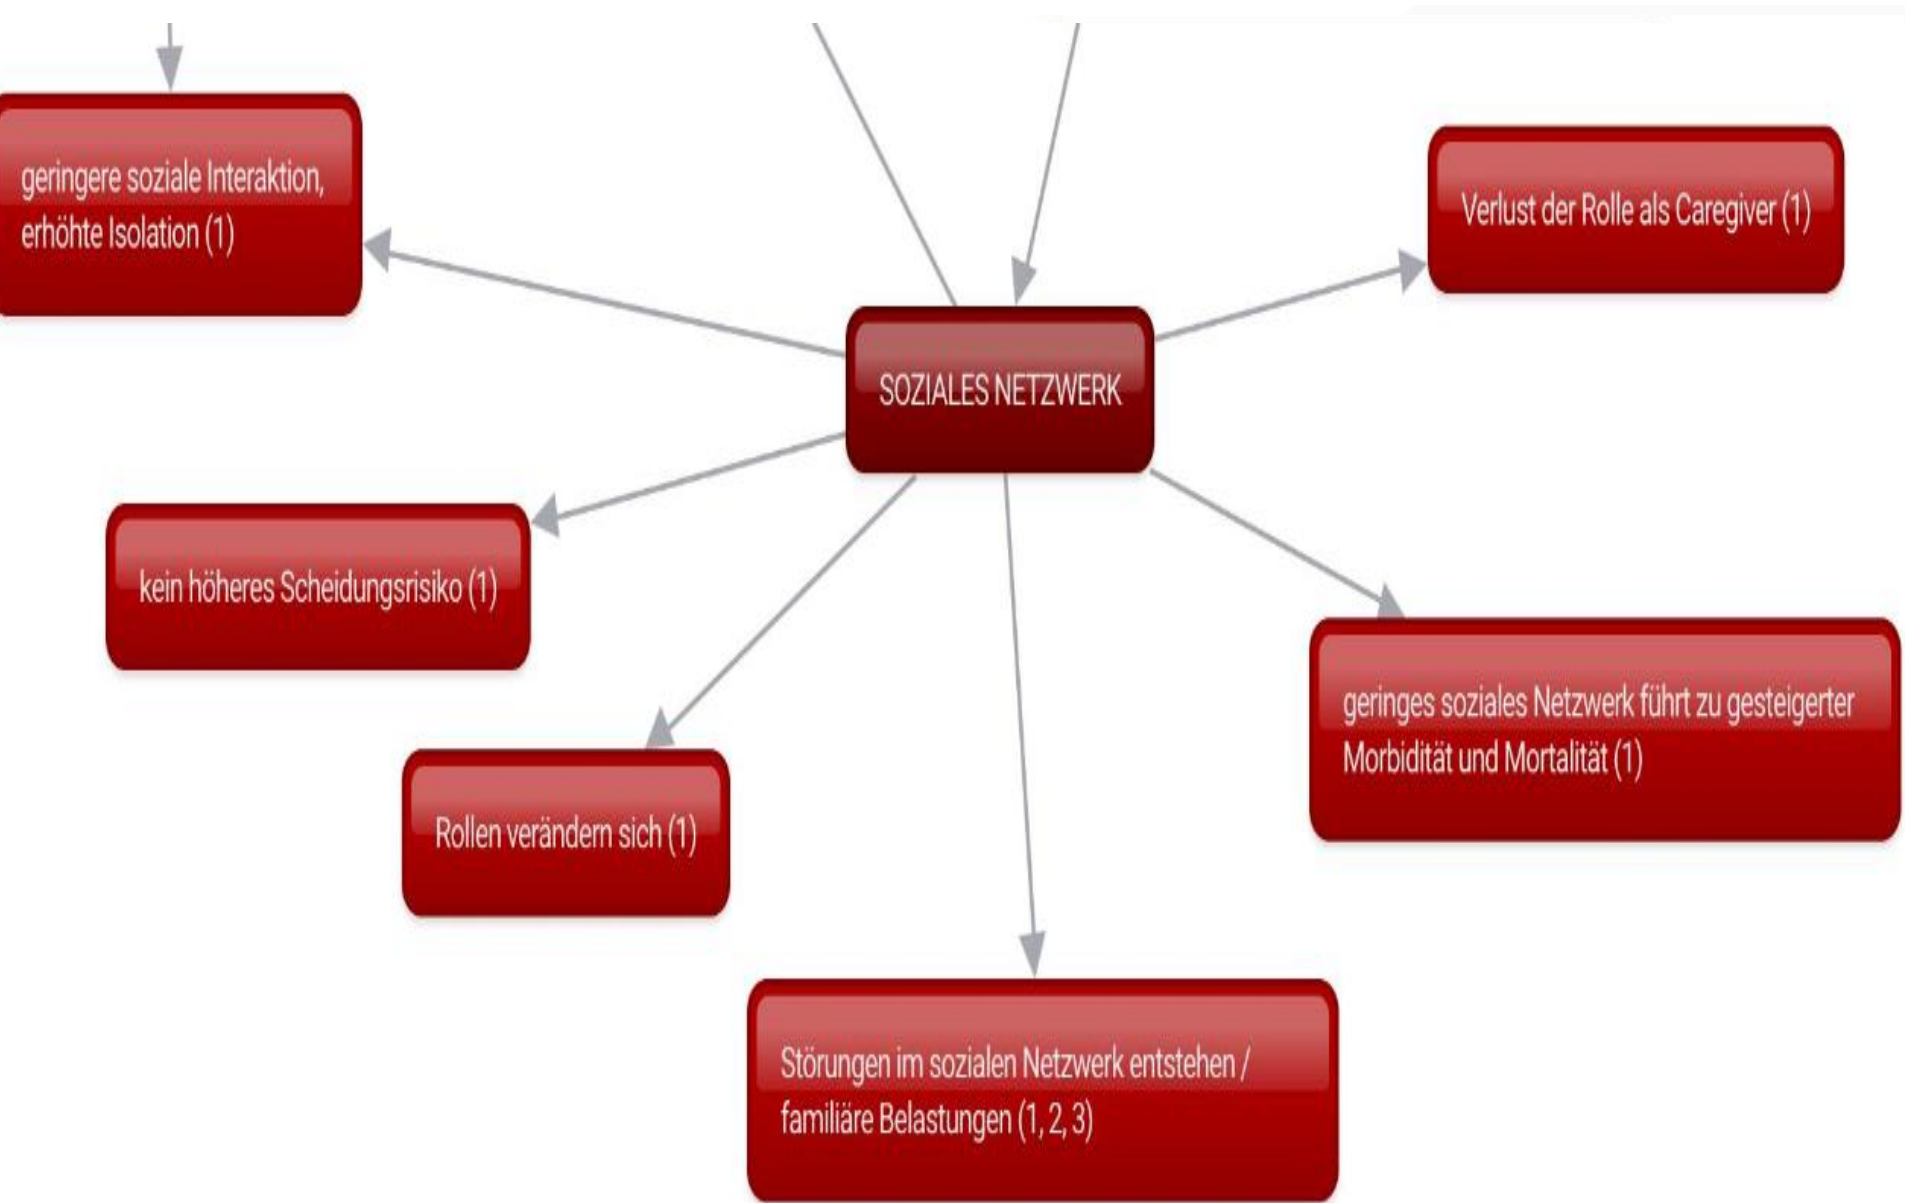 geringere soziale Interaktion,
erhöhte Isolation (1)
Verlust der Rolle als Caregiver (1)
SOZIALES NETZWERK
kein höheres Scheidungsrisiko (1)
geringes soziales Netzwerk führt zu gesteigerter
Morbidität und Mortalität (1)
Rollen verändern sich (1)
Störungen im sozialen Netzwerk entstehen /
familiäre Belastungen (1, 2, 3)